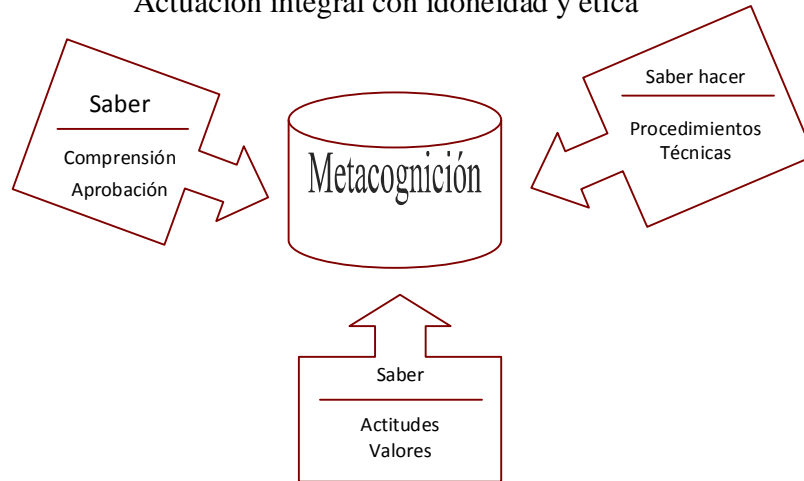 Actuación integral con idoneidad y ética
Saber
Comprensión
Aprobación
Metacognición
Saber hacer
Procedimientos
Técnicas
Saber
Actitudes
Valores